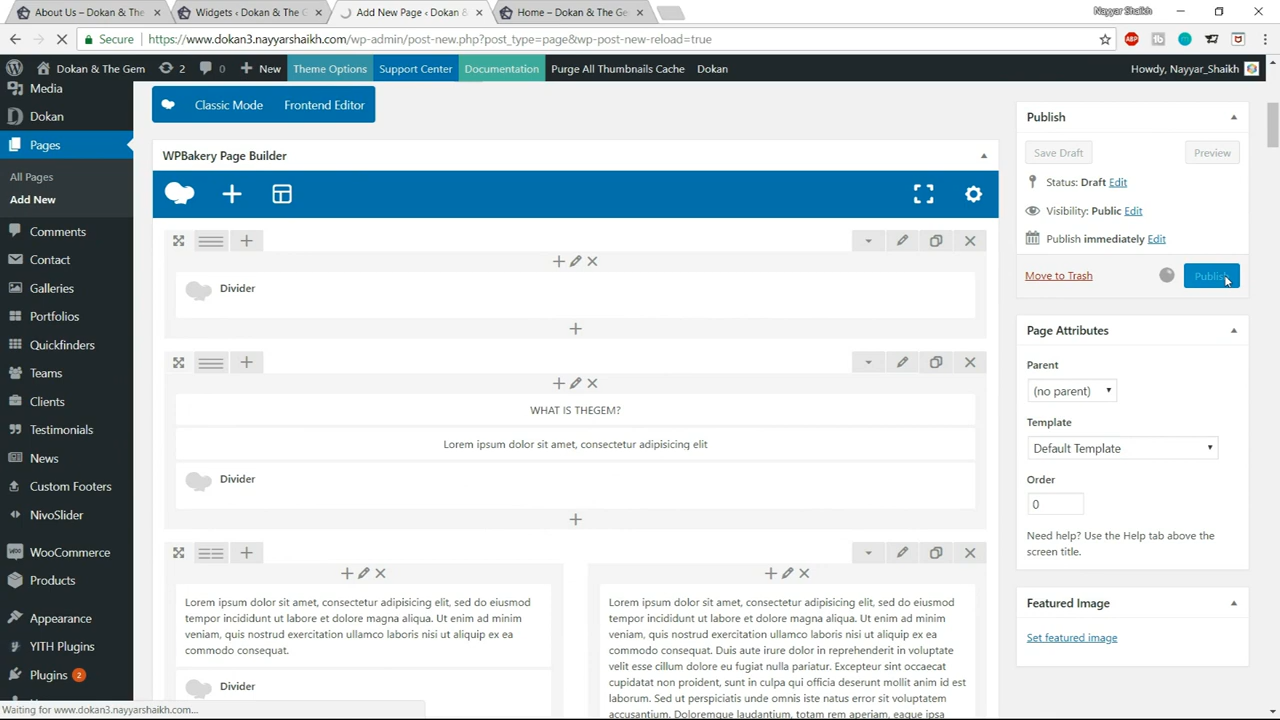 About Us – Dokan & The
Widgets ‹ Dokan & The G
Add New Page ‹ Dokan &
Home – Dokan & The Ge
Nayyar Shaikh
Secure
https://www.dokan3.nayyarshaikh.com/wp-admin/post-new.php?post_type=page&wp-post-new-reload=true
ABP
Dokan & The Gem
2
0
New
Theme Options
Support Center
Documentation
Purge All Thumbnails Cache
Dokan
Howdy, Nayyar_Shaikh
Media
Dokan
Pages
All Pages
Add New
Comments
Contact
Galleries
Portfolios
Quickfinders
Teams
Clients
Testimonials
News
Custom Footers
NivoSlider
WooCommerce
Products
Appearance
YITH Plugins
Plugins 2
Waiting for www.dokan3.nayyarshaikh.com...
Classic Mode
Frontend Editor
WPBakery Page Builder
Divider
WHAT IS THEGEM?
Lorem ipsum dolor sit amet, consectetur adipisicing elit
Divider
Lorem ipsum dolor sit amet, consectetur adipisicing elit, sed do eiusmod
tempor incididunt ut labore et dolore magna aliqua. Ut enim ad minim
veniam, quis nostrud exercitation ullamco laboris nisi ut aliquip ex ea
commodo consequat.
Divider
Lorem ipsum dolor sit amet, consectetur adipisicing elit, sed do eiusmod
tempor incididunt ut labore et dolore magna aliqua. Ut enim ad minim
veniam, quis nostrud exercitation ullamco laboris nisi ut aliquip ex ea
commodo consequat. Duis aute irure dolor in reprehenderit in voluptate
velit esse cillum dolore eu fugiat nulla pariatur. Excepteur sint occaecat
cupidatat non proident, sunt in culpa qui officia deserunt mollit anim id est
laborum. Sed ut perspiciatis unde omnis iste natus error sit voluptatem
accusantium. Doloremque laudantium, totam rem aperiam, eaque ipsa
Publish
Save Draft
Preview
Status: Draft Edit
Visibility: Public Edit
Publish immediately Edit
Move to Trash
Publish
Page Attributes
Parent
(no parent)
Template
Default Template
Order
0
Need help? Use the Help tab above the
screen title.
Featured Image
Set featured image